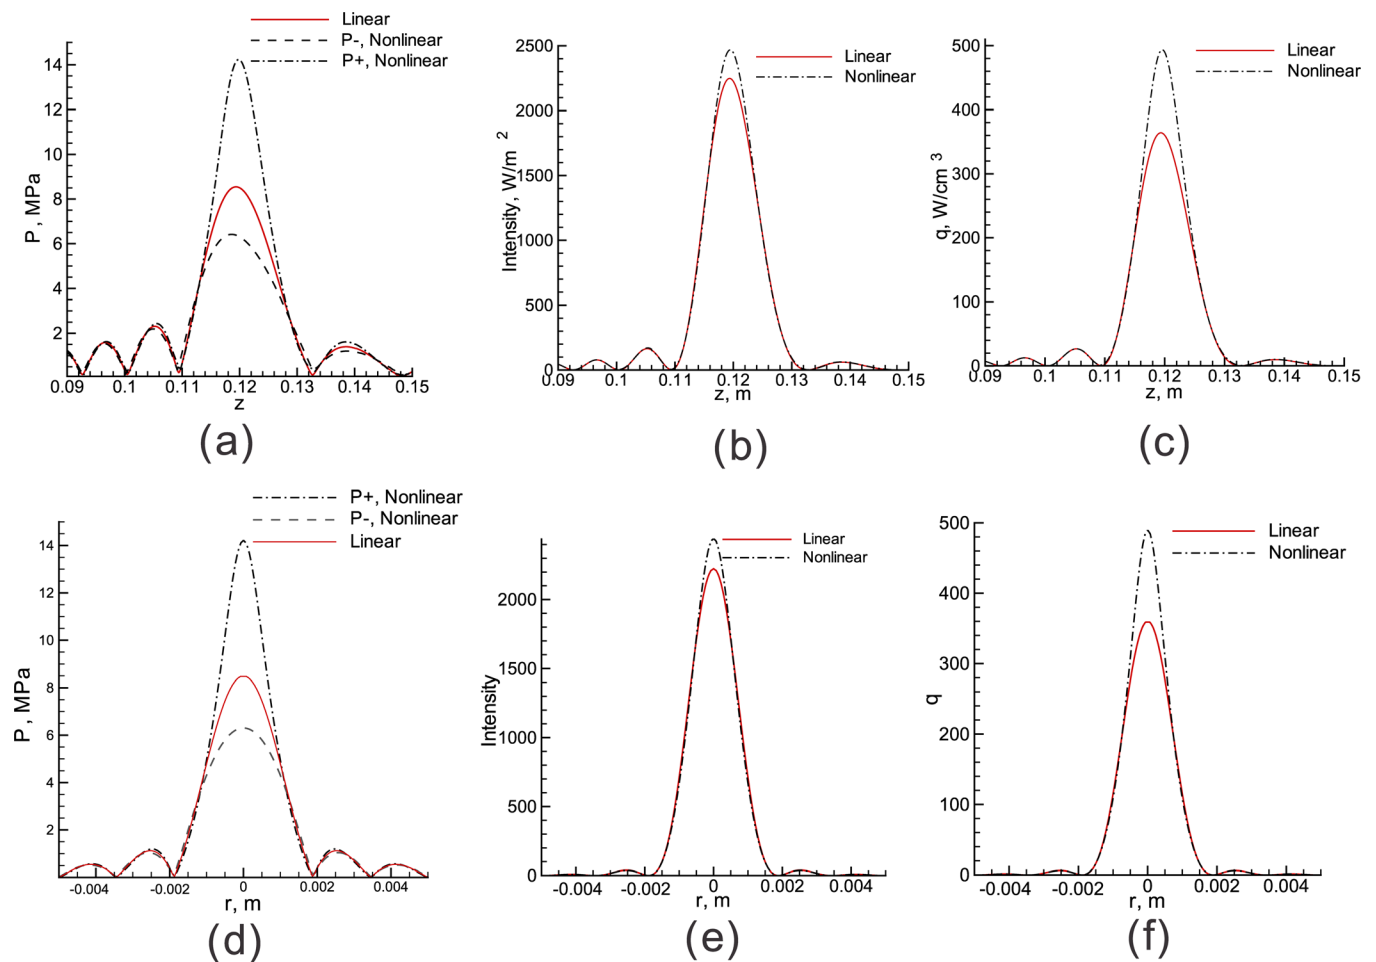 Linear
P-, Nonlinear
P+, Nonlinear
P , MPa
14
12
10
8
6
4
2
0.09 0.1 0.11 0.12 0.13 0.14 0.15
z
(a)
Linear
Nonlinear
Intensity, W/m 2
2500
2000
1500
1000
500
0
0.09 0.1 0.11 0.12 0.13 0.14 0.15
z, m
(b)
Linear
Nonlinear
q, W/cm 3
500
400
300
200
100
0
0.09 0.1 0.11 0.12 0.13 0.14 0.15
z, m
(c)
P+, Nonlinear
P-, Nonlinear
Linear
P , MPa
14
12
10
8
6
4
2
-0.004 -0.002 0 0.002 0.004
r, m
(d)
Linear
Nonlinear
Intensity
2000
1500
1000
500
0
-0.004 -0.002 0 0.002 0.004
r, m
(e)
Linear
Nonlinear
q
500
400
300
200
100
0
-0.004 -0.002 0 0.002 0.004
r, m
(f)